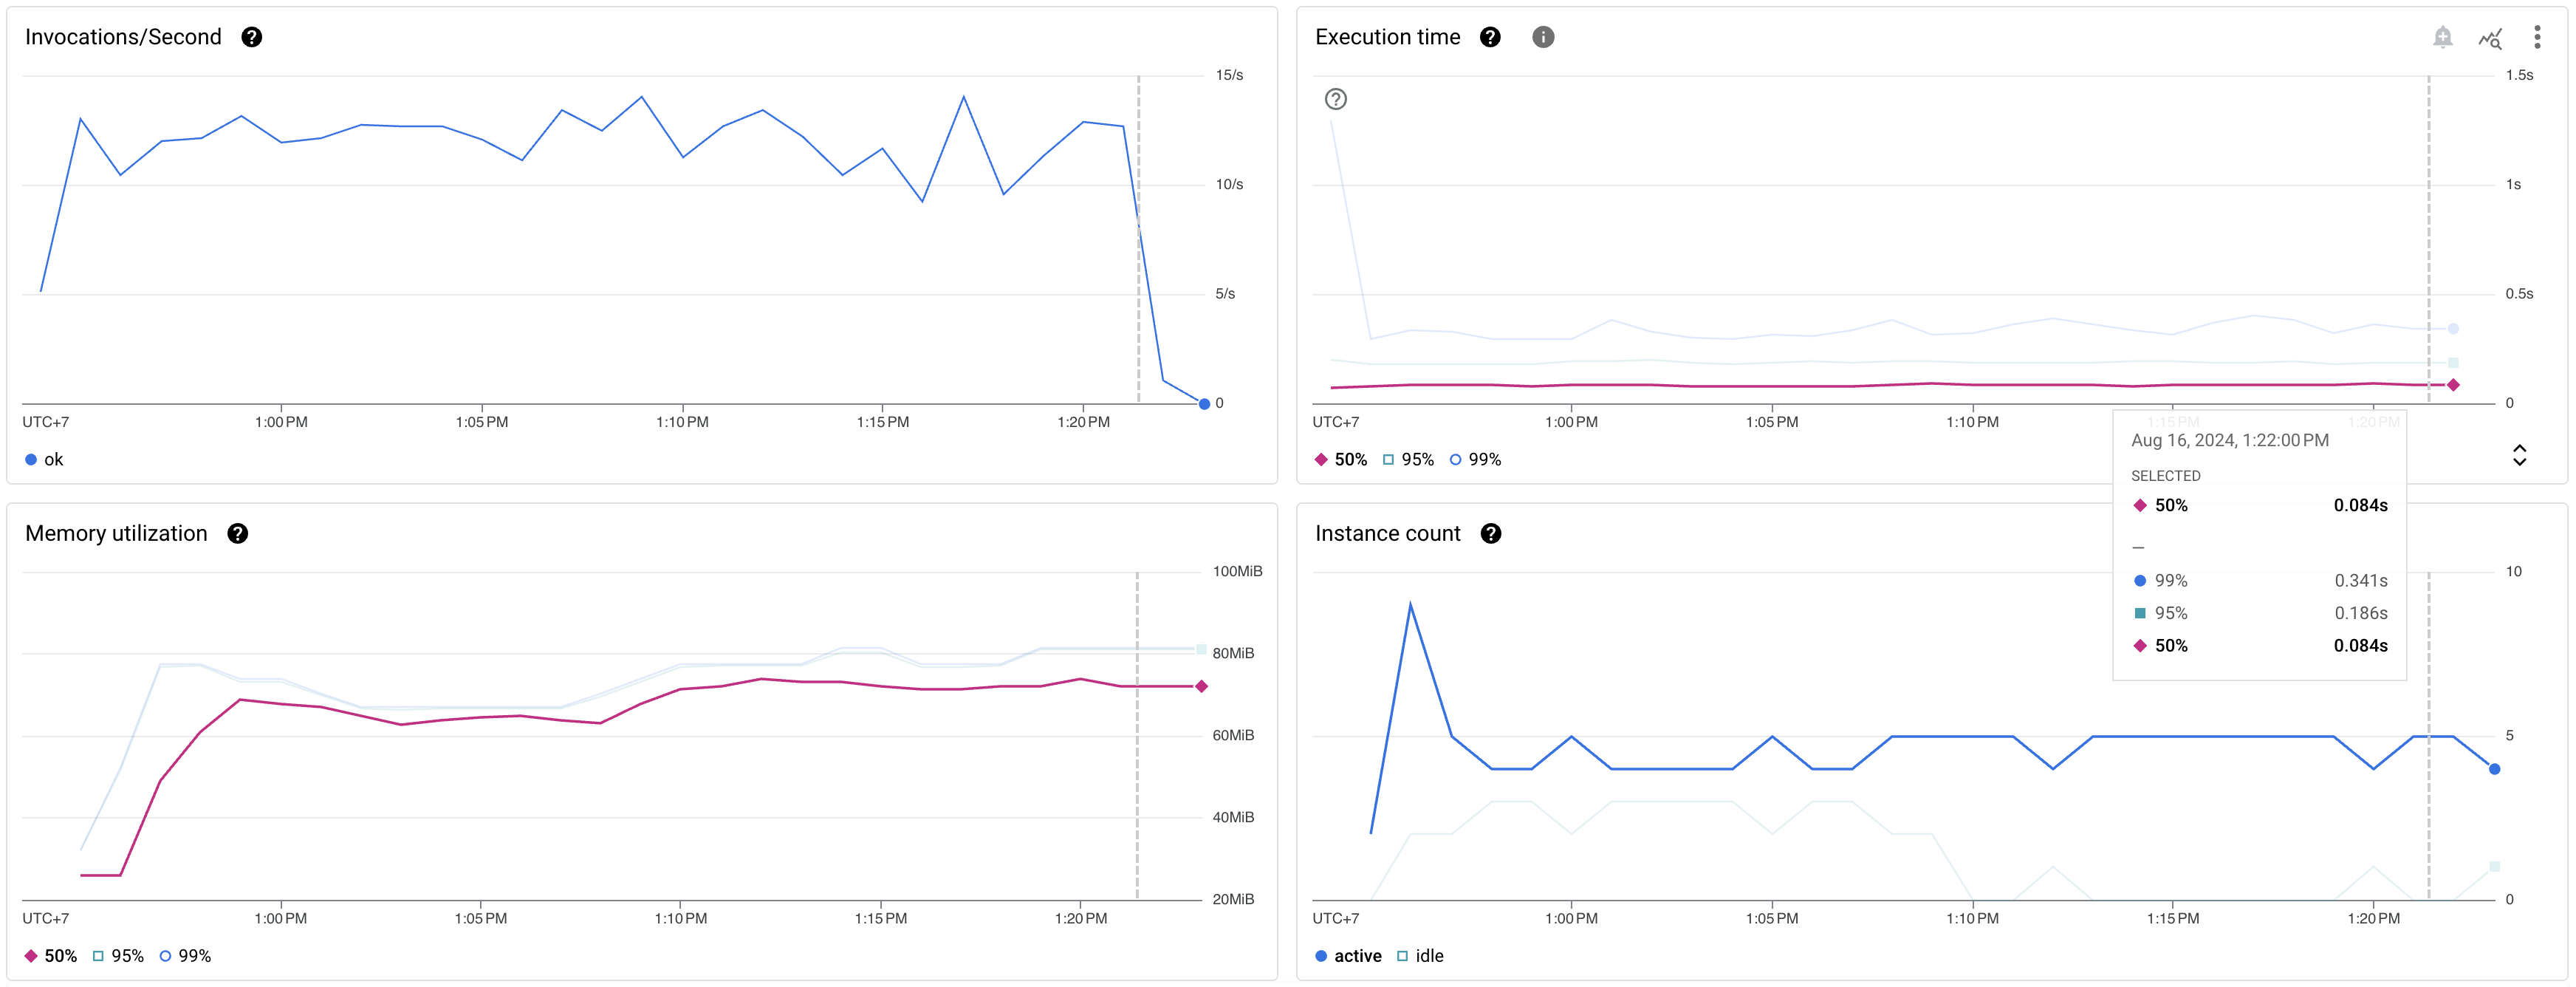 Invocations/Second
15/s
10/s
5/s
0
UTC+7 1:00 PM 1:05 PM 1:10 PM 1:15 PM 1:20 PM
ok
Execution time
1.5s
1s
0.5s
0
UTC+7 1:00 PM 1:05 PM 1:10 PM 1:15 PM 1:20 PM
50% 95% 99%
Aug 16, 2024, 1:22:00 PM
SELECTED
50% 0.084s
–
99% 0.341s
95% 0.186s
50% 0.084s
Memory utilization
100MiB
80MiB
60MiB
40MiB
20MiB
UTC+7 1:00 PM 1:05 PM 1:10 PM 1:15 PM 1:20 PM
50% 95% 99%
Instance count
10
5
0
UTC+7 1:00 PM 1:05 PM 1:10 PM 1:15 PM 1:20 PM
active idle